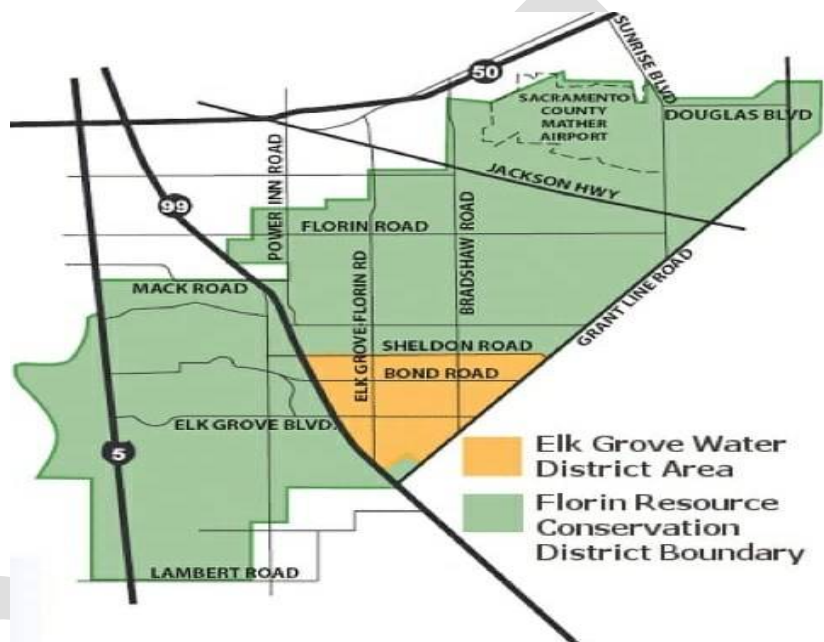 SUNRISE BLVD
50
SACRAMENTO
COUNTY
MATHER
AIRPORT
DOUGLAS BLVD
JACKSON HWY
99
POWER INN ROAD
FLORIN ROAD
BRADSHAW ROAD
ELK GROVE-FLORIN RD
MACK ROAD
GRANT LINE ROAD
SHELDON ROAD
BOND ROAD
ELK GROVE BLVD.
5
LAMBERT ROAD
Elk Grove Water
District Area
Florin Resource
Conservation
District Boundary